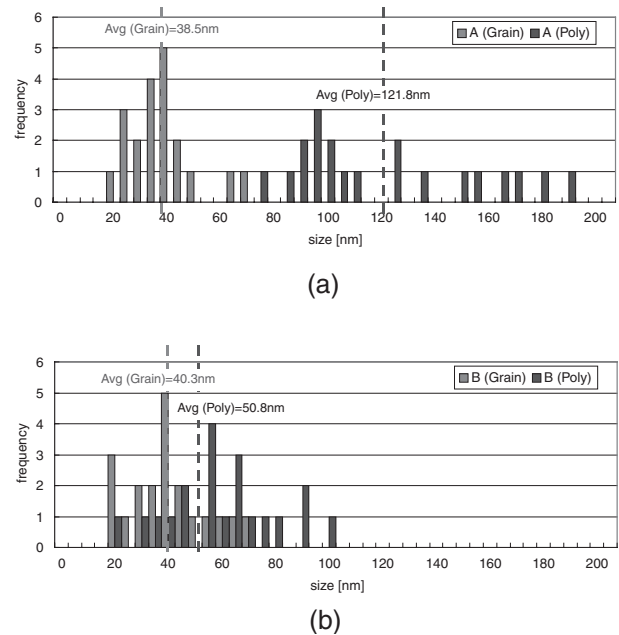 6
Avg (Grain)=38.5nm
A (Grain) A (Poly)
5
4
Avg (Poly)=121.8nm
3
2
1
0
frequency
0 20 40 60 80 100 120 140 160 180 200
size [nm]
(a)
6
Avg (Grain)=40.3nm
B (Grain) B (Poly)
5
Avg (Poly)=50.8nm
4
3
2
1
0
frequency
0 20 40 60 80 100 120 140 160 180 200
size [nm]
(b)